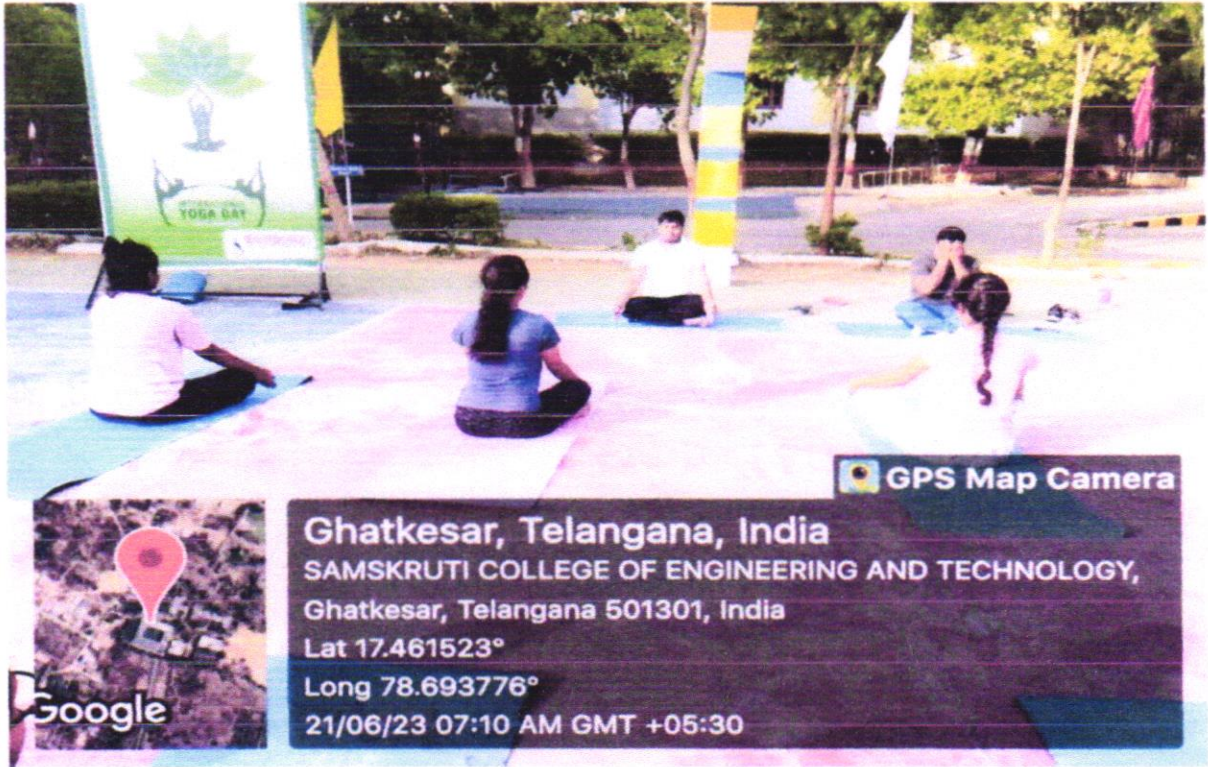 YOGA DAY
GPS Map Camera
Ghatkesar, Telangana, India
SAMSKRUTI COLLEGE OF ENGINEERING AND TECHNOLOGY,
Ghatkesar, Telangana 501301, India
Lat 17.461523°
Long 78.693776°
21/06/23 07:10 AM GMT +05:30
Google